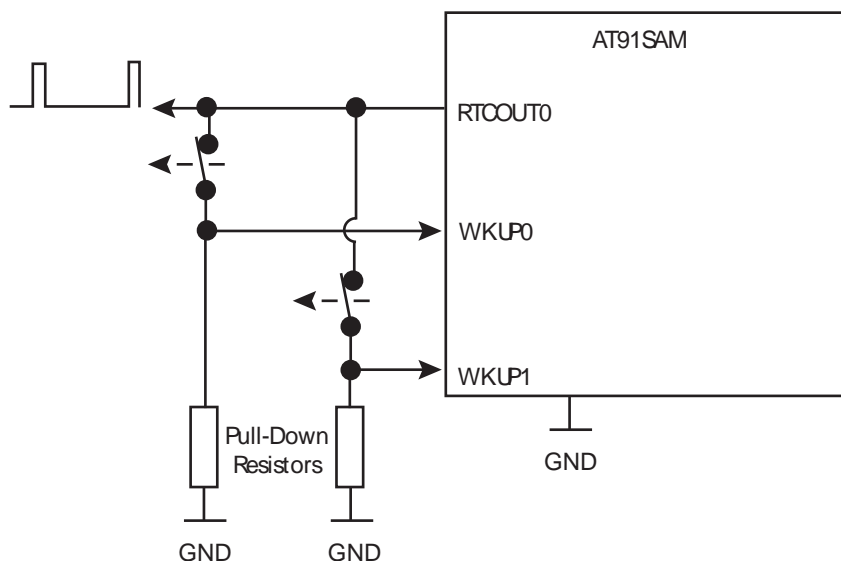 AT91SAM
RTCOUT0
WKUP0
WKUP1
GND
Pull-Down
Resistors
GND
GND